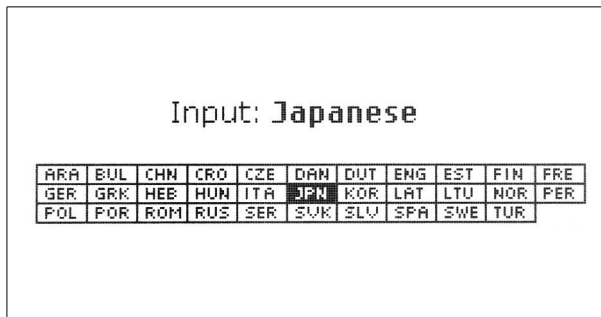 Input: Japanese
ARA BUL CHN CRO CZE DAN DUT ENG EST FIN FRE
GER GRK HEB HUN ITA JPN KOR LAT LTU NOR PER
POL POR ROM RUS SER SVK SLV SPA SWE TUR